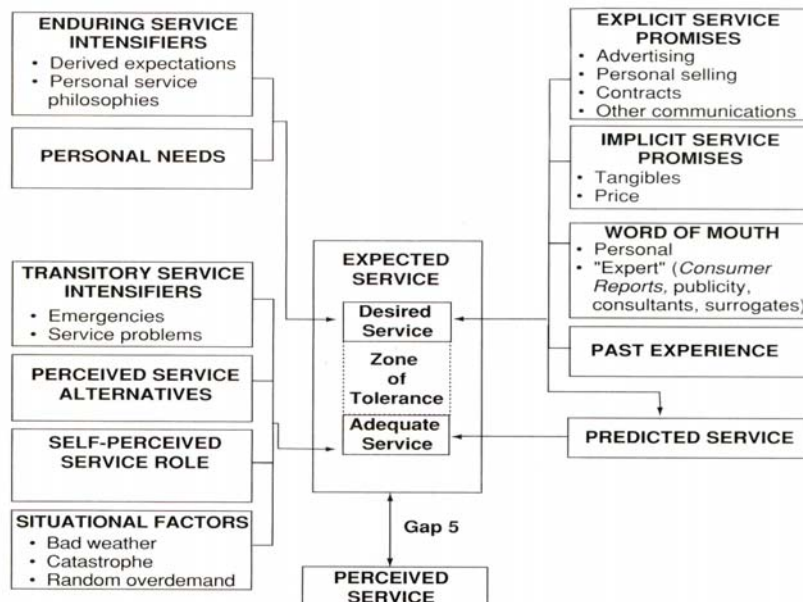 ENDURING SERVICE
INTENSIFIERS
• Derived expectations
• Personal service
philosophies
PERSONAL NEEDS
TRANSITORY SERVICE
INTENSIFIERS
• Emergencies
• Service problems
PERCEIVED SERVICE
ALTERNATIVES
SELF-PERCEIVED
SERVICE ROLE
SITUATIONAL FACTORS
• Bad weather
• Catastrophe
• Random overdemand
EXPECTED
SERVICE
Desired
Service
Zone
of
Tolerance
Adequate
Service
Gap 5
PERCEIVED
SERVICE
EXPLICIT SERVICE
PROMISES
• Advertising
• Personal selling
• Contracts
• Other communications
IMPLICIT SERVICE
PROMISES
• Tangibles
• Price
WORD OF MOUTH
• Personal
• "Expert" (Consumer
Reports, publicity,
consultants, surrogates)
PAST EXPERIENCE
PREDICTED SERVICE